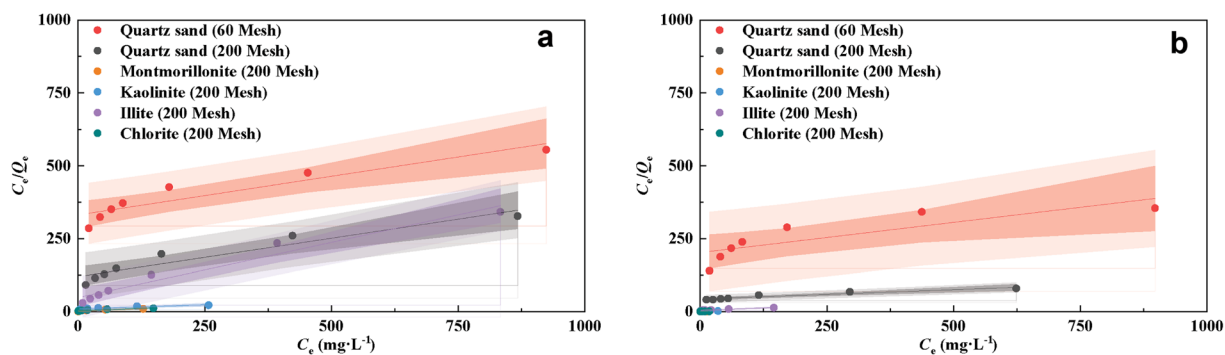 1000
750
500
250
0
Quartz sand (60 Mesh)
Quartz sand (200 Mesh)
Montmorillonite (200 Mesh)
Kaolinite (200 Mesh)
Illite (200 Mesh)
Chlorite (200 Mesh)
a
Ce/Qe
0 250 500 750 1000
Ce (mg·L-1)
1000
750
500
250
0
Quartz sand (60 Mesh)
Quartz sand (200 Mesh)
Montmorillonite (200 Mesh)
Kaolinite (200 Mesh)
Illite (200 Mesh)
Chlorite (200 Mesh)
b
Ce/Qe
0 250 500 750 1000
Ce (mg·L-1)